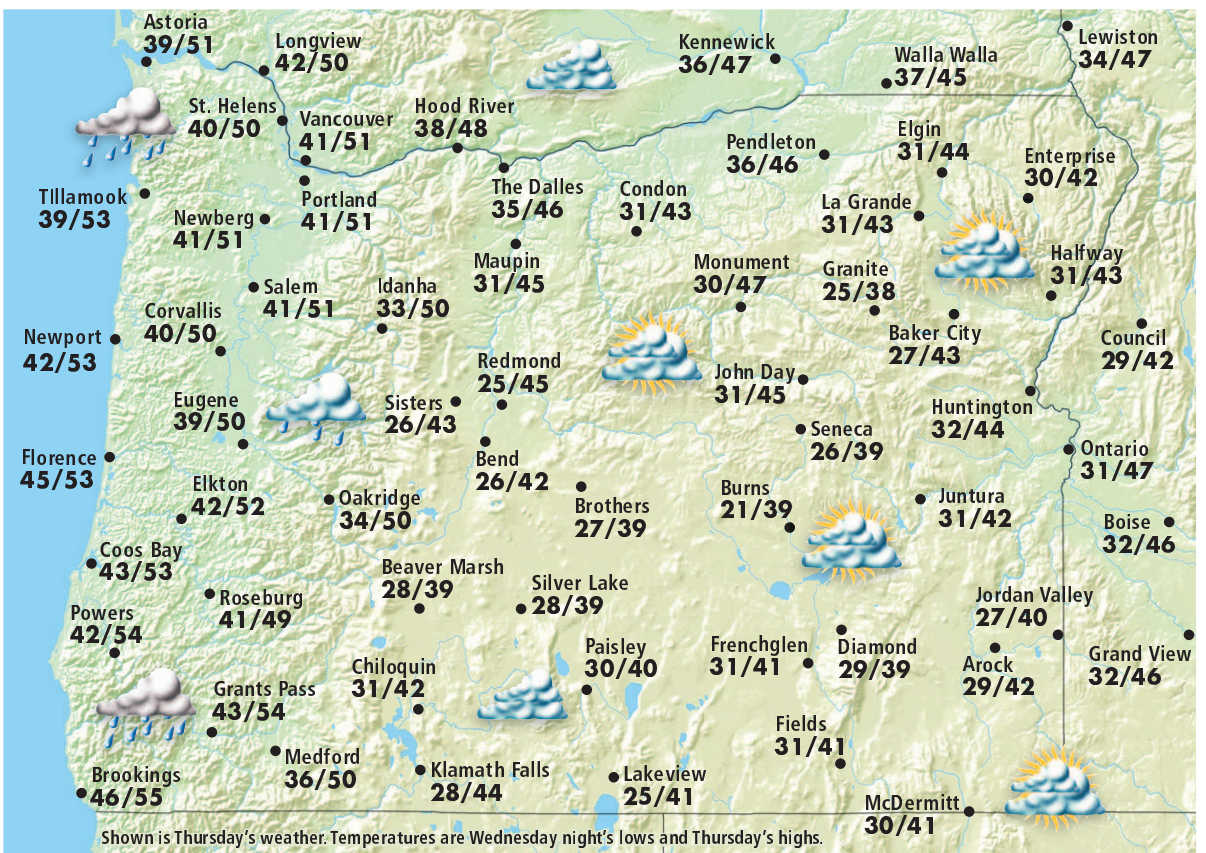 Astoria
39/51
Longview
42/50
Kennewick
36/47
Walla Walla
37/45
Lewiston
34/47
St. Helens
40/50
Vancouver
41/51
Hood River
38/48
Pendleton
36/46
Elgin
31/44
Enterprise
30/42
TIllamook
39/53
Newberg
41/51
Portland
41/51
The Dalles
35/46
Condon
31/43
La Grande
31/43
Maupin
31/45
Monument
30/47
Granite
25/38
Halfway
31/43
Salem
41/51
Idanha
33/50
Corvallis
40/50
Newport
42/53
Baker City
27/43
Council
29/42
Redmond
25/45
John Day
31/45
Eugene
39/50
Sisters
26/43
Huntington
32/44
Seneca
26/39
Florence
45/53
Bend
26/42
Ontario
31/47
Elkton
42/52
Oakridge
34/50
Brothers
27/39
Burns
21/39
Juntura
31/42
Boise
32/46
Coos Bay
43/53
Beaver Marsh
28/39
Silver Lake
28/39
Roseburg
41/49
Jordan Valley
27/40
Powers
42/54
Paisley
30/40
Frenchglen
31/41
Diamond
29/39
Arock
29/42
Grand View
32/46
Chiloquin
31/42
Grants Pass
43/54
Fields
31/41
Medford
36/50
Klamath Falls
28/44
Lakeview
25/41
Brookings
46/55
McDermitt
30/41
Shown is Thursday's weather. Temperatures are Wednesday night's lows and Thursday's highs.